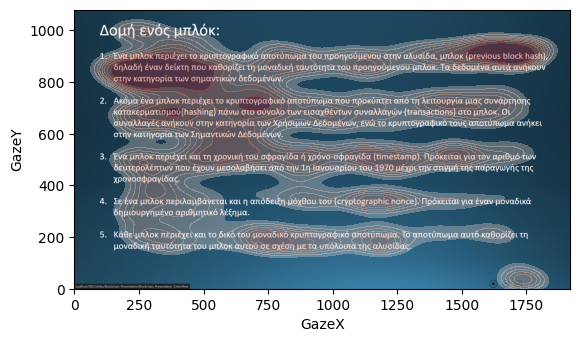 Δομή ενός μπλόκ:
1. Ένα μπλοκ περιέχει το κρυπτογραφικό αποτύπωμα του προηγούμενου στην αλυσίδα, μπλοκ (previous block hash),
δηλαδή έναν δείκτη που καθορίζει τη μοναδική ταυτότητα του προηγούμενου μπλοκ. Τα δεδομένα αυτά ανήκουν
στην κατηγορία των σημαντικών δεδομένων.
2. Ακόμα ένα μπλοκ περιέχει το κρυπτογραφικό αποτύπωμα που προκύπτει από τη λειτουργία μιας συνάρτησης
κατακερματισμού(hashing) πάνω στο σύνολο των εισαχθέντων συναλλαγών (transactions) στο μπλοκ. Οι
συναλλαγές ανήκουν στην κατηγορία των Χρήσιμων Δεδομένων, ενώ το κρυπτογραφικό τους αποτύπωμα ανήκει
στην κατηγορία των Σημαντικών Δεδομένων.
3. Ένα μπλοκ περιέχει και τη χρονική του σφραγίδα ή χρόνο-σφραγίδα (timestamp). Πρόκειται για τον αριθμό των
δευτερολέπτων που έχουν μεσολαβήσει από την 1η Ιανουαρίου του 1970 μέχρι την στιγμή της παραγωγής της
χρονοσφραγίδας.
4. Σε ένα μπλοκ περιλαμβάνεται και η απόδειξη μόχθου του (cryptographic nonce). Πρόκειται για έναν μοναδικά
δημιουργημένο αριθμητικό λέξημα.
5. Κάθε μπλοκ περιέχει και το δικό του μοναδικό κρυπτογραφικό αποτύπωμα. Το αποτύπωμα αυτό καθορίζει τη
μοναδική ταυτότητα του μπλοκ αυτού σε σχέση με τα υπόλοιπα της αλυσίδας.
GazeY
1000
800
600
400
200
0
0 250 500 750 1000 1250 1500 1750
GazeX